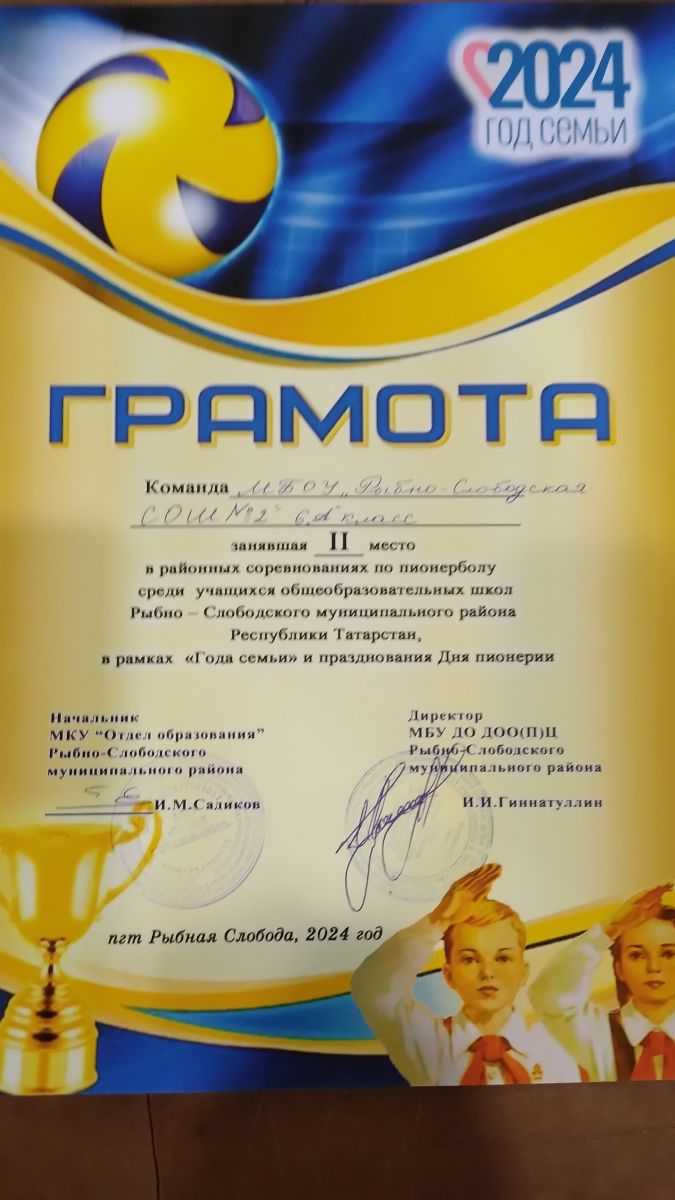 2024
ГОД СЕМЬИ
ГРАМОТА
Команда МБОУ „Рыбно-Слободская
СОШ №2" 6 „А" класс
занявшая II место
в районных соревнованиях по пионерболу
среди учащихся общеобразовательных школ
Рыбно – Слободского муниципального района
Республики Татарстан,
в рамках «Года семьи» и празднования Дня пионерии
Начальник
МКУ “Отдел образования”
Рыбно-Слободского
муниципального района
И.М.Садиков
Директор
МБУ ДО ДОО(П)Ц
Рыбно-Слободского
муниципального района
И.И.Гиннатуллин
пгт Рыбная Слобода, 2024 год